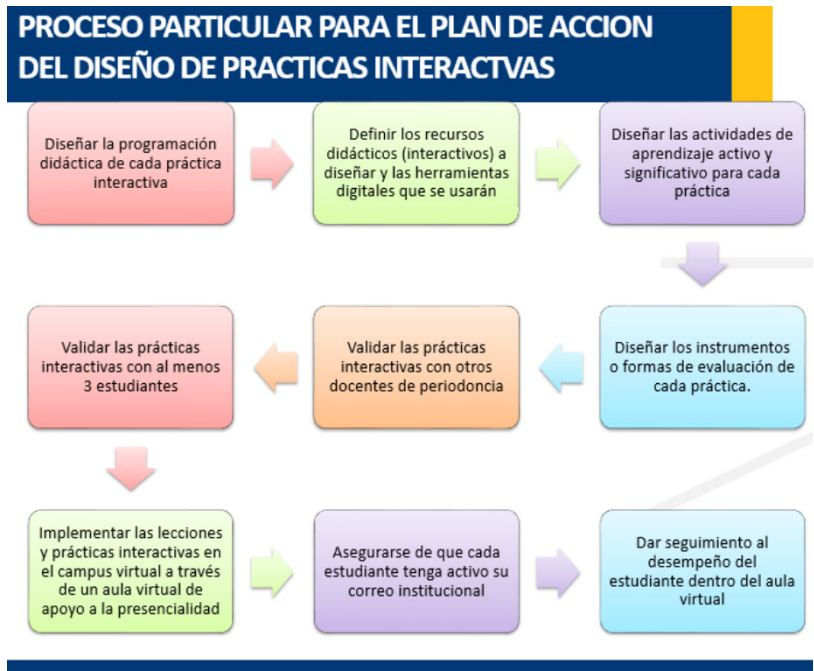 PROCESO PARTICULAR PARA EL PLAN DE ACCION
DEL DISEÑO DE PRACTICAS INTERACTVAS
Diseñar la programación
didáctica de cada práctica
interactiva
Definir los recursos
didácticos (interactivos) a
diseñar y las herramientas
digitales que se usarán
Diseñar las actividades de
aprendizaje activo y
significativo para cada
práctica
Diseñar los instrumentos
o formas de evaluación de
cada práctica.
Validar las prácticas
interactivas con otros
docentes de periodoncia
Validar las prácticas
interactivas con al menos
3 estudiantes
Implementar las lecciones
y prácticas interactivas en
el campus virtual a través
de un aula virtual de
apoyo a la presencialidad
Asegurarse de que cada
estudiante tenga activo su
correo institucional
Dar seguimiento al
desempeño del
estudiante dentro del aula
virtual